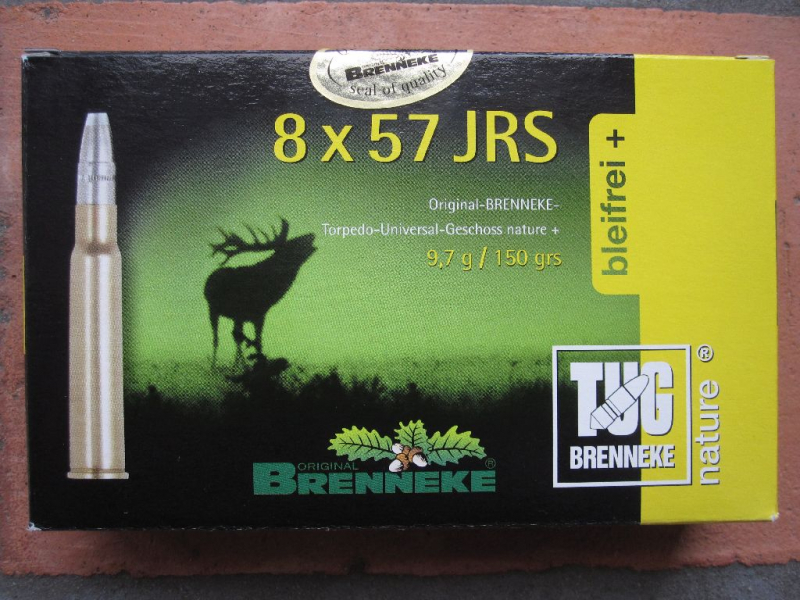 BRENNEKE
seal of quality
8 x 57 JRS
Original-BRENNEKE-
Torpedo-Universal-Geschoss nature +
9,7 g / 150 grs
bleifrei +
TUG
BRENNEKE
nature ®
ORIGINAL
BRENNEKE ®